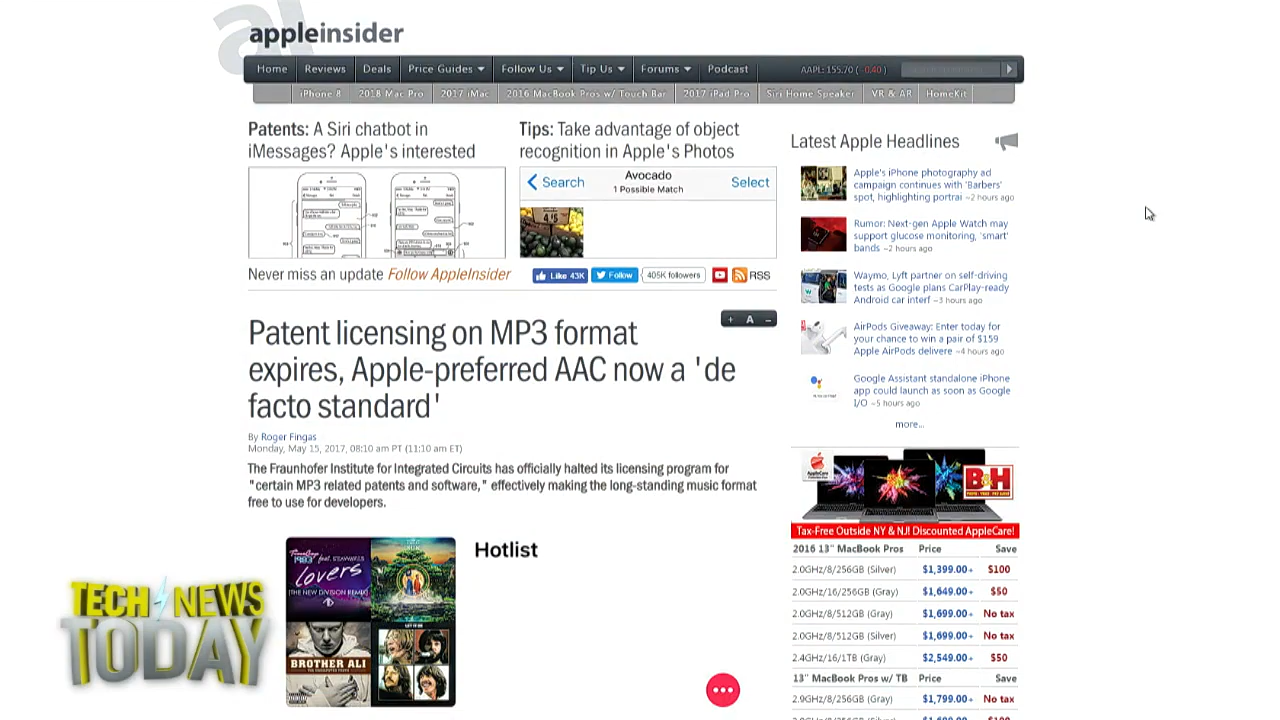 appleinsider
Home Reviews Deals Price Guides Follow Us Tip Us Forums Podcast AAPL: 155.70 ( -0.40 )
iPhone 8 2018 Mac Pro 2017 iMac 2016 MacBook Pros w/ Touch Bar 2017 iPad Pro Siri Home Speaker VR & AR HomeKit
Patents: A Siri chatbot in
iMessages? Apple's interested
Tips: Take advantage of object
recognition in Apple's Photos
Search
Avocado
1 Possible Match
Select
Never miss an update Follow AppleInsider
Like 43K Follow 405K followers RSS
+ A –
Patent licensing on MP3 format
expires, Apple-preferred AAC now a 'de
facto standard'
By Roger Fingas
Monday, May 15, 2017, 08:10 am PT (11:10 am ET)
The Fraunhofer Institute for Integrated Circuits has officially halted its licensing program for
"certain MP3 related patents and software," effectively making the long-standing music format
free to use for developers.
lovers
(THE NEW DIVISION REMIX)
BROTHER ALI
LET IT BE
Hotlist
TECH NEWS
TODAY
Latest Apple Headlines
Apple's iPhone photography ad
campaign continues with 'Barbers'
spot, highlighting portrai ~2 hours ago
Rumor: Next-gen Apple Watch may
support glucose monitoring, 'smart'
bands ~2 hours ago
Waymo, Lyft partner on self-driving
tests as Google plans CarPlay-ready
Android car interf ~3 hours ago
AirPods Giveaway: Enter today for
your chance to win a pair of $159
Apple AirPods delivere ~4 hours ago
Google Assistant standalone iPhone
app could launch as soon as Google
I/O ~5 hours ago
more...
B&H
Tax-Free Outside NY & NJ! Discounted AppleCare!
2016 13" MacBook Pros Price Save
2.0GHz/8/256GB (Silver) $1,399.00+ $100
2.0GHz/16/256GB (Gray) $1,649.00+ $50
2.0GHz/8/512GB (Gray) $1,699.00+ No tax
2.0GHz/8/512GB (Silver) $1,699.00+ No tax
2.4GHz/16/1TB (Gray) $2,549.00+ $50
13" MacBook Pros w/ TB Price Save
2.9GHz/8/256GB (Gray) $1,799.00+ No tax